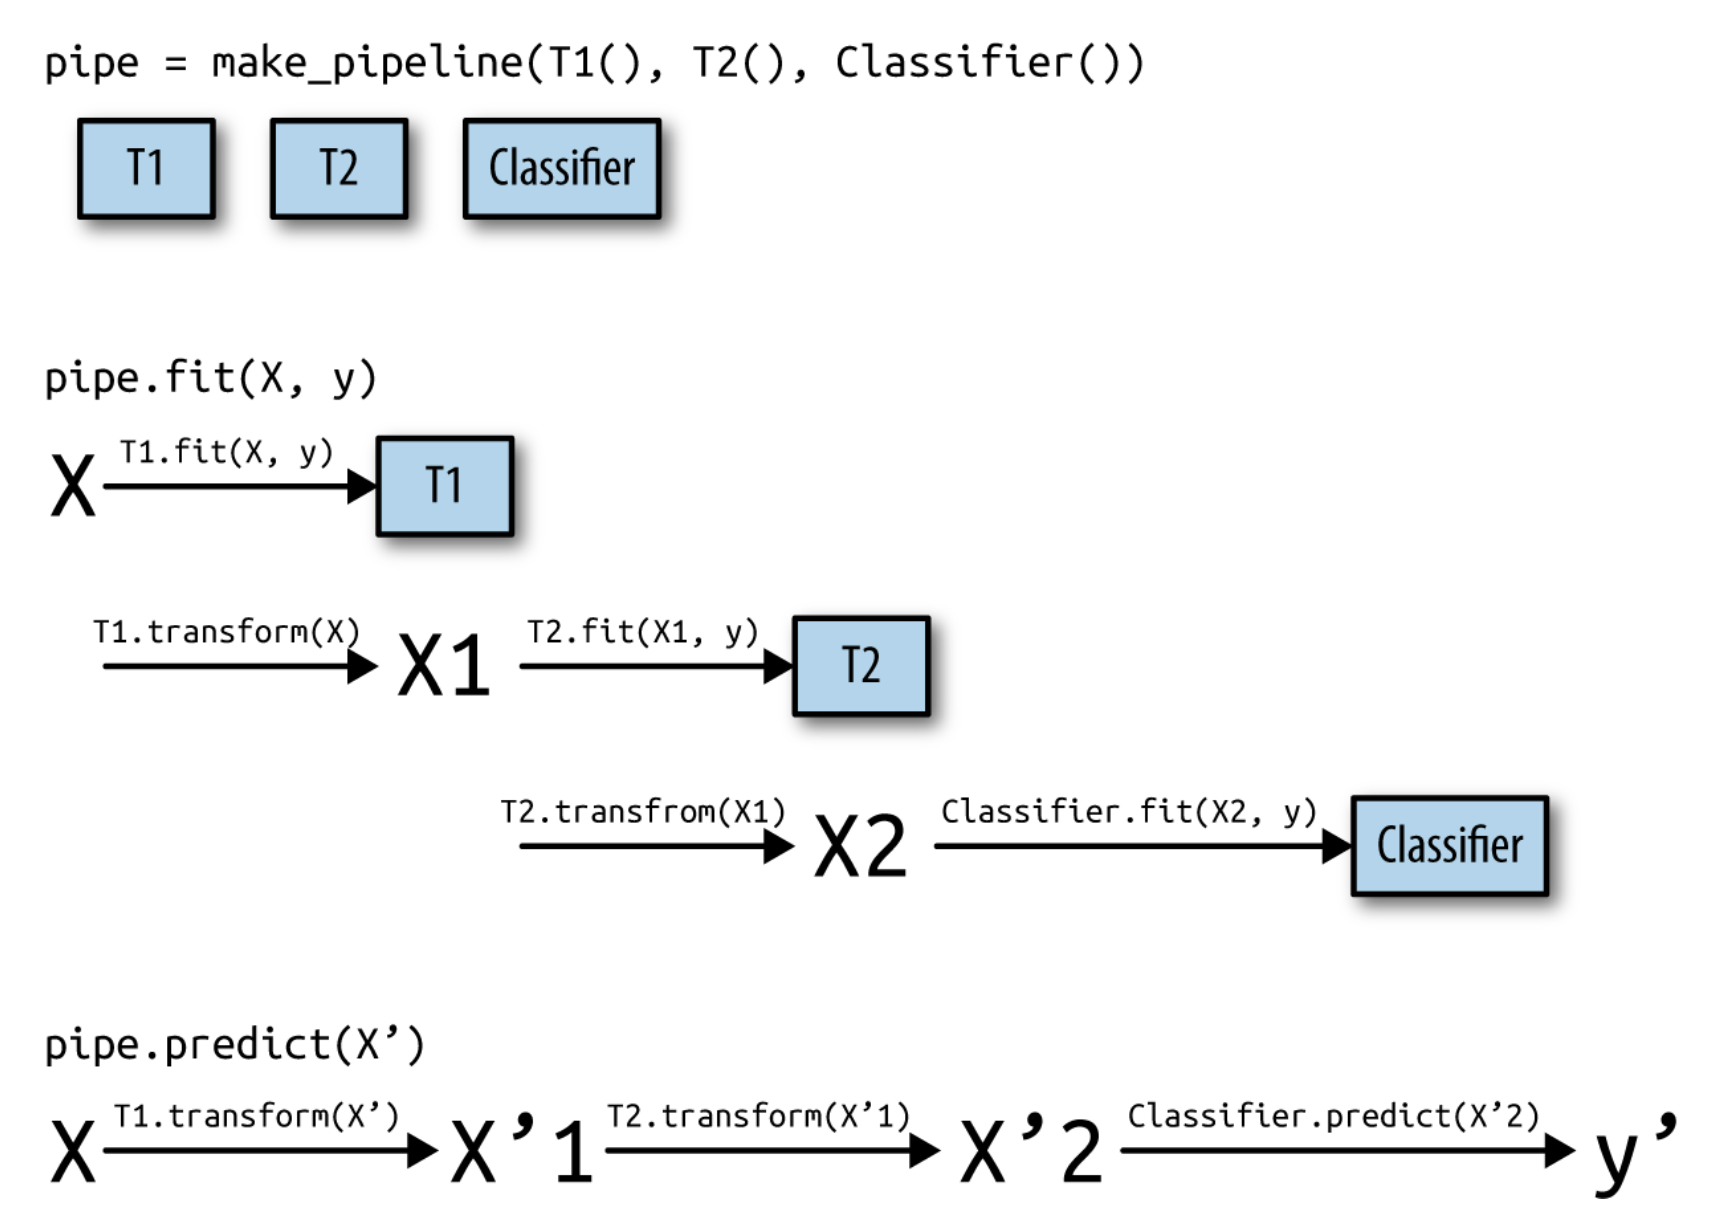 pipe = make_pipeline(T1(), T2(), Classifier())
T1 T2 Classifier
pipe.fit(X, y)
X T1.fit(X, y) T1
T1.transform(X) X1 T2.fit(X1, y) T2
T2.transfrom(X1) X2 Classifier.fit(X2, y) Classifier
pipe.predict(X’)
X T1.transform(X’) X’1 T2.transform(X’1) X’2 Classifier.predict(X’2) y’